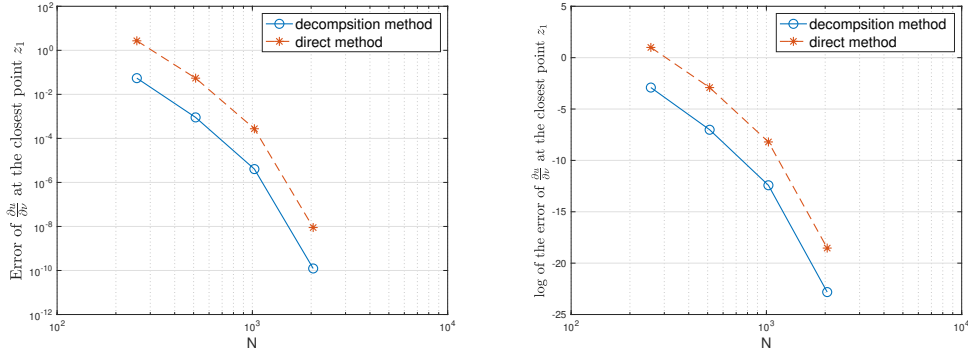 decompsition method
direct method
10^2
10^0
10^-2
10^-4
10^-6
10^-8
10^-10
10^-12
10^2
10^3
10^4
N
Error of ∂u/∂ν at the closest point z_1
decompsition method
direct method
5
0
-5
-10
-15
-20
-25
10^2
10^3
10^4
N
log of the error of ∂u/∂ν at the closest point z_1